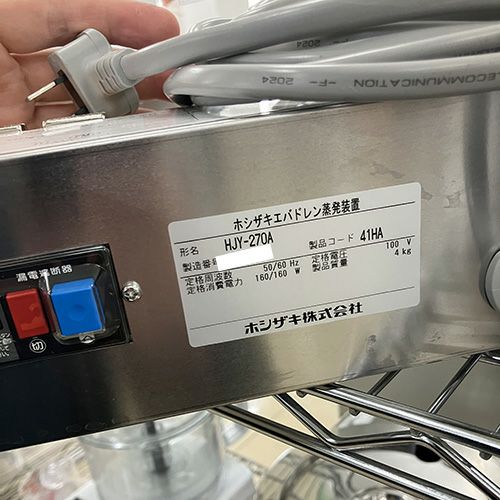 ECOMMUNICATION -F- 2024
-F- 2024
ホシザキエバドレン蒸発装置
形名 HJY-270A 製品コード 41HA
製造番号
定格周波数 50/60 Hz 定格電圧 100 V
定格消費電力 160/160 W 製品質量 4 kg
ホシザキ株式会社
漏電遮断器
切